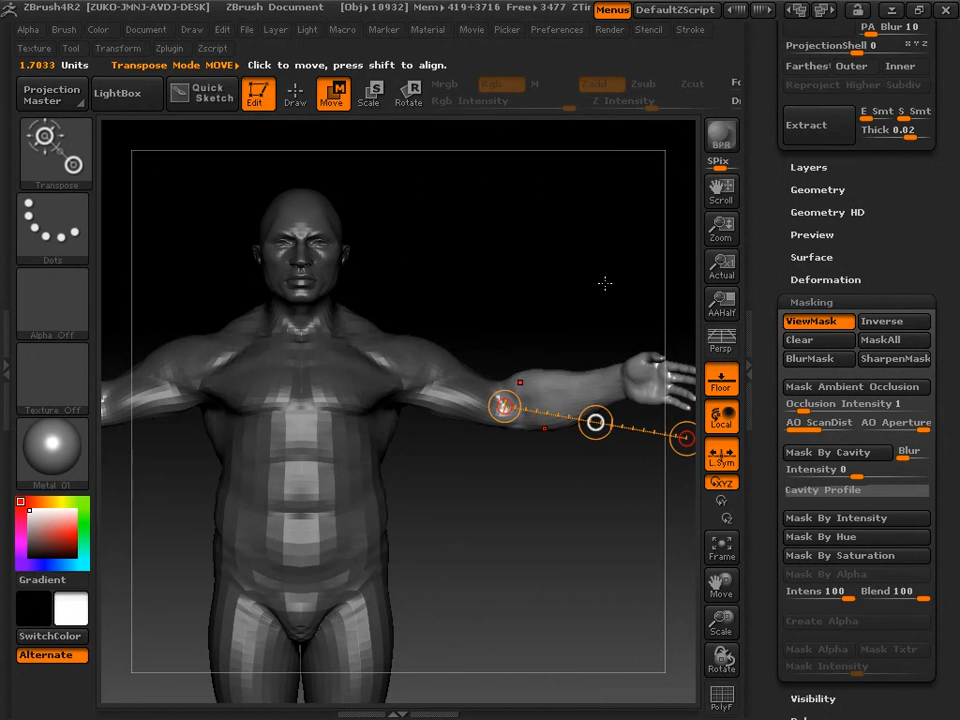 ZBrush4R2 [ZUKO-JMNJ-AVDJ-DESK] ZBrush Document [Obj▸10932] Mem▸419+3716 Free▸3477 ZTi Menus DefaultZScript
Alpha Brush Color Document Draw Edit File Layer Light Macro Marker Material Movie Picker Preferences Render Stencil Stroke
Texture Tool Transform Zplugin Zscript
1.7033 Units Transpose Mode MOVE▸ Click to move, press shift to align.
Projection Master
LightBox
Quick Sketch
Edit
Draw
Move
Scale
Rotate
Mrgb Rgb M Zadd Zsub Zcut
Rgb Intensity Z Intensity
Transpose
Dots
Alpha Off
Texture Off
Metal 01
Gradient
SwitchColor
Alternate
BPR
SPix
Scroll
Zoom
Actual
AAHalf
Persp
Floor
Local
L.Sym
XYZ
Y
Z
Frame
Move
Scale
Rotate
PolyF
PA Blur 10
ProjectionShell 0 X Y Z
Farthest Outer Inner
Reproject Higher Subdiv
Extract
E Smt S Smt
Thick 0.02
Layers
Geometry
Geometry HD
Preview
Surface
Deformation
Masking
ViewMask Inverse
Clear MaskAll
BlurMask SharpenMask
Mask Ambient Occlusion
Occlusion Intensity 1
AO ScanDist AO Aperture
Mask By Cavity Blur
Intensity 0
Cavity Profile
Mask By Intensity
Mask By Hue
Mask By Saturation
Mask By Alpha
Intens 100 Blend 100
Create Alpha
Mask Alpha Mask Txtr
Mask Intensity
Visibility